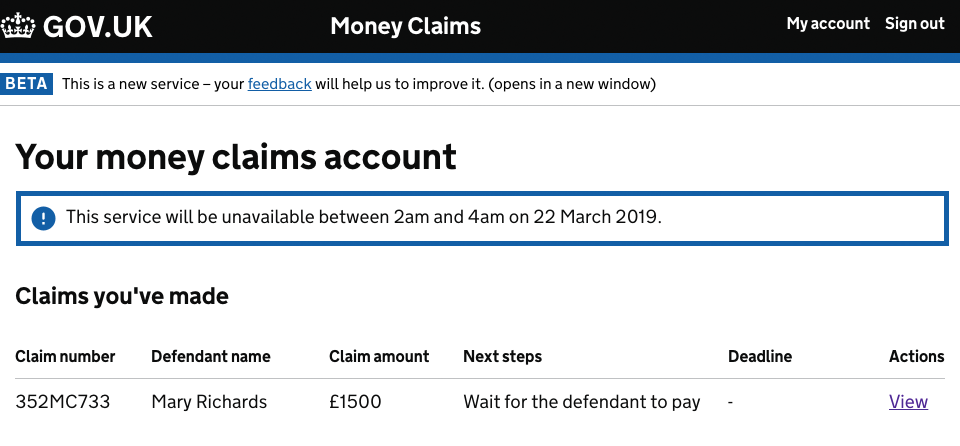 GOV.UK Money Claims My account Sign out
BETA This is a new service – your feedback will help us to improve it. (opens in a new window)
Your money claims account
! This service will be unavailable between 2am and 4am on 22 March 2019.
Claims you've made
Claim number Defendant name Claim amount Next steps Deadline Actions
352MC733 Mary Richards £1500 Wait for the defendant to pay - View